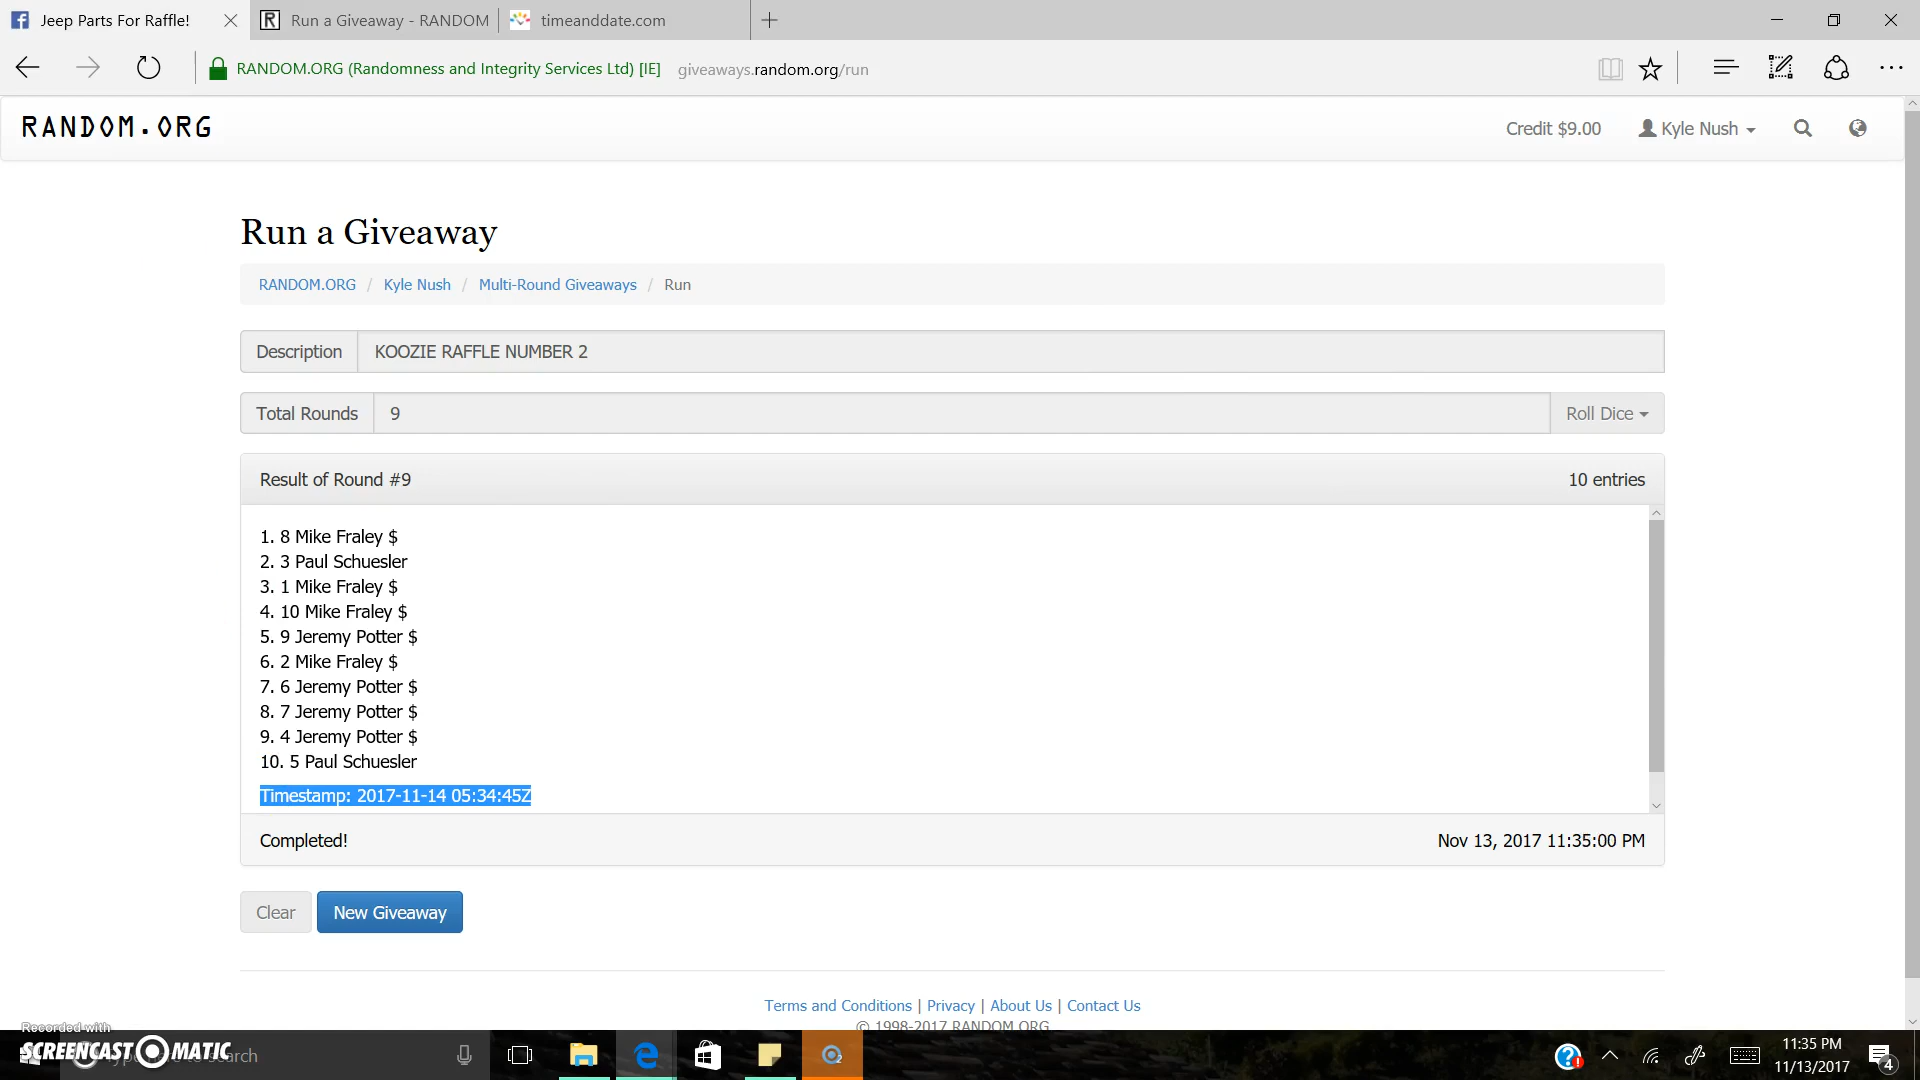 Jeep Parts For Raffle!
Run a Giveaway - RANDOM
timeanddate.com
RANDOM.ORG (Randomness and Integrity Services Ltd) [IE]
giveaways.random.org/run
RANDOM.ORG
Credit $9.00
Kyle Nush
Run a Giveaway
RANDOM.ORG / Kyle Nush / Multi-Round Giveaways / Run
Description KOOZIE RAFFLE NUMBER 2
Total Rounds 9 Roll Dice
Result of Round #9 10 entries
1. 8 Mike Fraley $
2. 3 Paul Schuesler
3. 1 Mike Fraley $
4. 10 Mike Fraley $
5. 9 Jeremy Potter $
6. 2 Mike Fraley $
7. 6 Jeremy Potter $
8. 7 Jeremy Potter $
9. 4 Jeremy Potter $
10. 5 Paul Schuesler
Timestamp: 2017-11-14 05:34:45Z
Completed! Nov 13, 2017 11:35:00 PM
Clear New Giveaway
Terms and Conditions | Privacy | About Us | Contact Us
© 1998-2017 RANDOM.ORG
Recorded with
SCREENCAST-O-MATIC
search
11:35 PM
11/13/2017
4